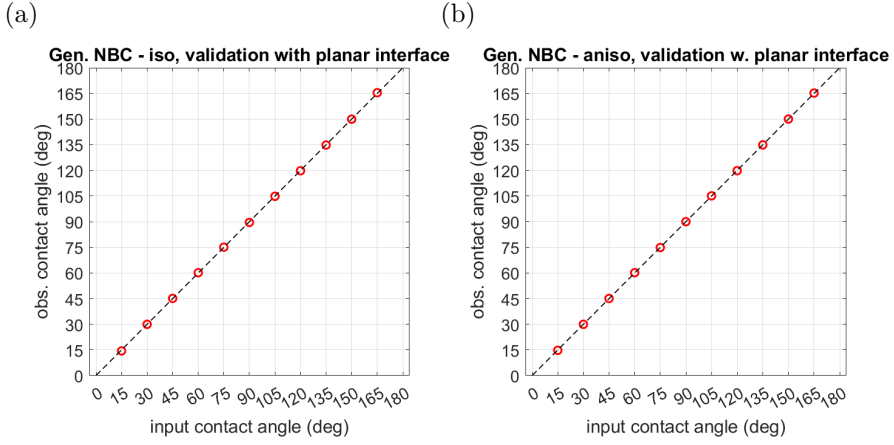 (a)
Gen. NBC - iso, validation with planar interface
obs. contact angle (deg)
180
165
150
135
120
105
90
75
60
45
30
15
0
0 15 30 45 60 75 90 105 120 135 150 165 180
input contact angle (deg)
(b)
Gen. NBC - aniso, validation w. planar interface
obs. contact angle (deg)
180
165
150
135
120
105
90
75
60
45
30
15
0
0 15 30 45 60 75 90 105 120 135 150 165 180
input contact angle (deg)